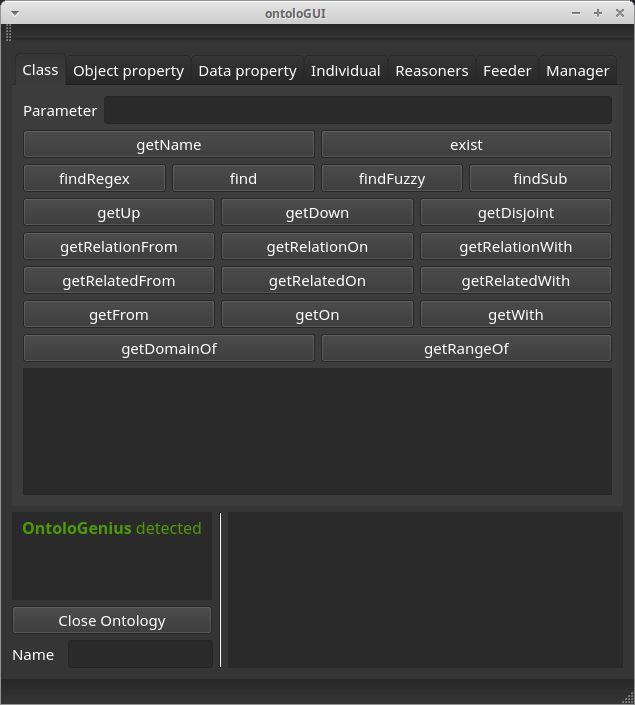 ontoloGUI
Class Object property Data property Individual Reasoners Feeder Manager
Parameter
getName exist
findRegex find findFuzzy findSub
getUp getDown getDisjoint
getRelationFrom getRelationOn getRelationWith
getRelatedFrom getRelatedOn getRelatedWith
getFrom getOn getWith
getDomainOf getRangeOf
OntoloGenius detected
Close Ontology
Name